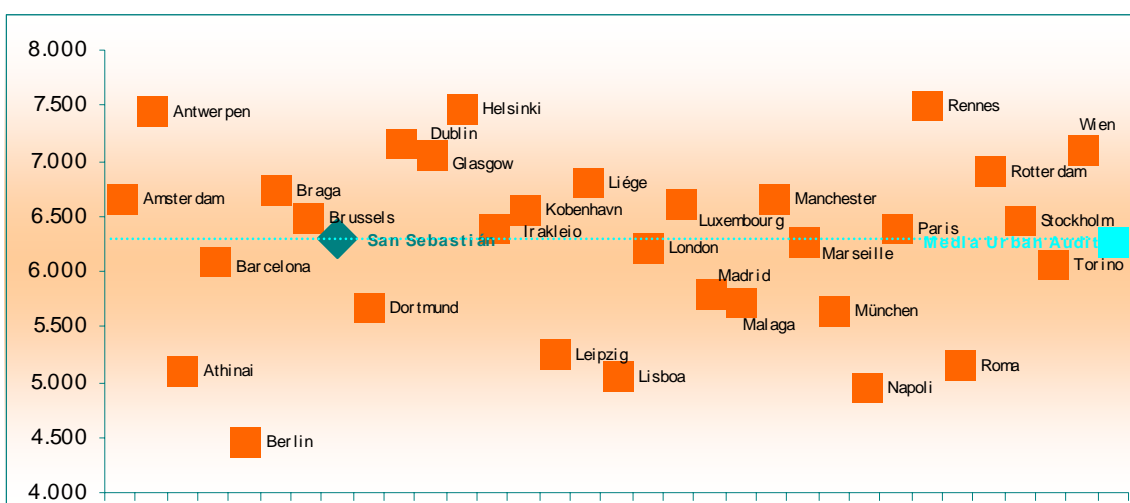 8.000
7.500
7.000
6.500
6.000
5.500
5.000
4.500
4.000
Amsterdam
Antwerpen
Athinai
Barcelona
Berlin
Braga
Brussels
San Sebastián
Dortmund
Dublin
Glasgow
Helsinki
Irakleio
Kobenhavn
Leipzig
Liége
Lisboa
London
Luxembourg
Madrid
Malaga
Manchester
Marseille
München
Napoli
Paris
Rennes
Roma
Rotterdam
Stockholm
Torino
Wien
Media Urban Audit